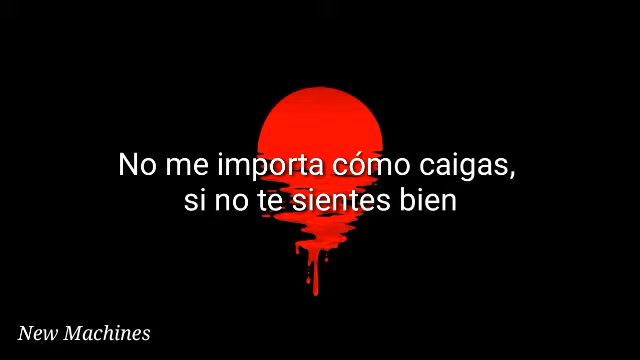 No me importa cómo caigas,
si no te sientes bien
New Machines